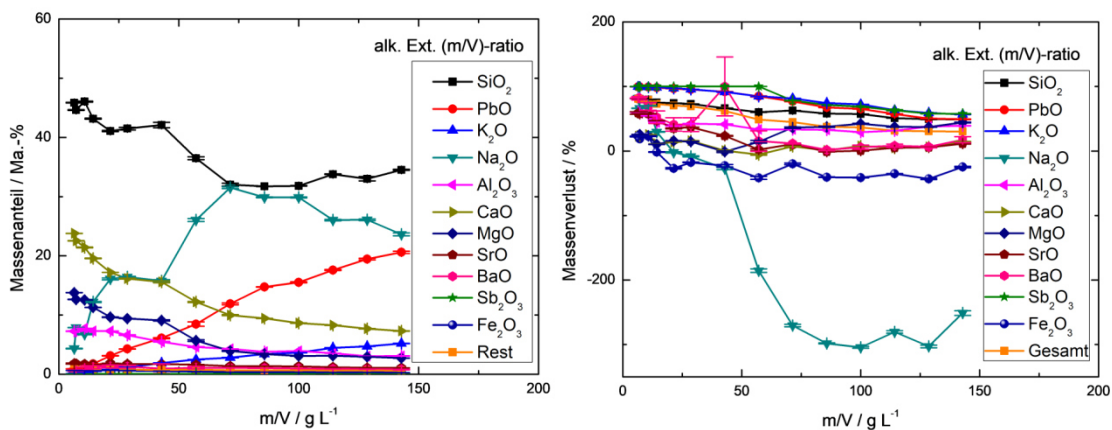 alk. Ext. (m/V)-ratio
SiO₂
PbO
K₂O
Na₂O
Al₂O₃
CaO
MgO
SrO
BaO
Sb₂O₃
Fe₂O₃
Rest
Massenanteil / Ma.-%
60
40
20
0
0 50 100 150 200
m/V / g L⁻¹
alk. Ext. (m/V)-ratio
SiO₂
PbO
K₂O
Na₂O
Al₂O₃
CaO
MgO
SrO
BaO
Sb₂O₃
Fe₂O₃
Gesamt
Massenverlust / %
200
100
0
-200
0 50 100 150 200
m/V / g L⁻¹